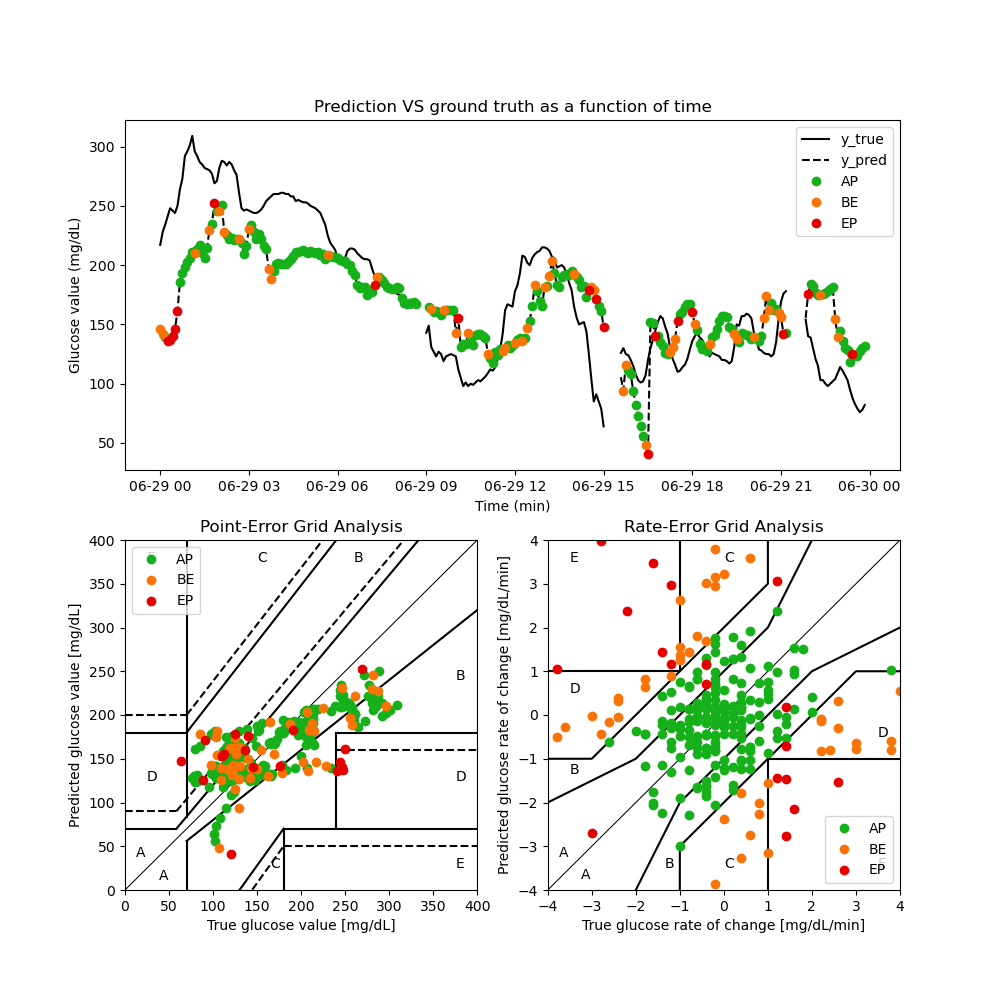 Prediction VS ground truth as a function of time
Glucose value (mg/dL)
300
250
200
150
100
50
y_true
y_pred
AP
BE
EP
06-29 00 06-29 03 06-29 06 06-29 09 06-29 12 06-29 15 06-29 18 06-29 21 06-30 00
Time (min)
Point-Error Grid Analysis
Predicted glucose value [mg/dL]
400
350
300
250
200
150
100
50
0
AP
BE
EP
C
B
B
D
D
A
A
C
E
0 50 100 150 200 250 300 350 400
True glucose value [mg/dL]
Rate-Error Grid Analysis
Predicted glucose rate of change [mg/dL/min]
4
3
2
1
0
−1
−2
−3
−4
E
C
D
D
B
A
A
B
C
AP
BE
EP
−4 −3 −2 −1 0 1 2 3 4
True glucose rate of change [mg/dL/min]